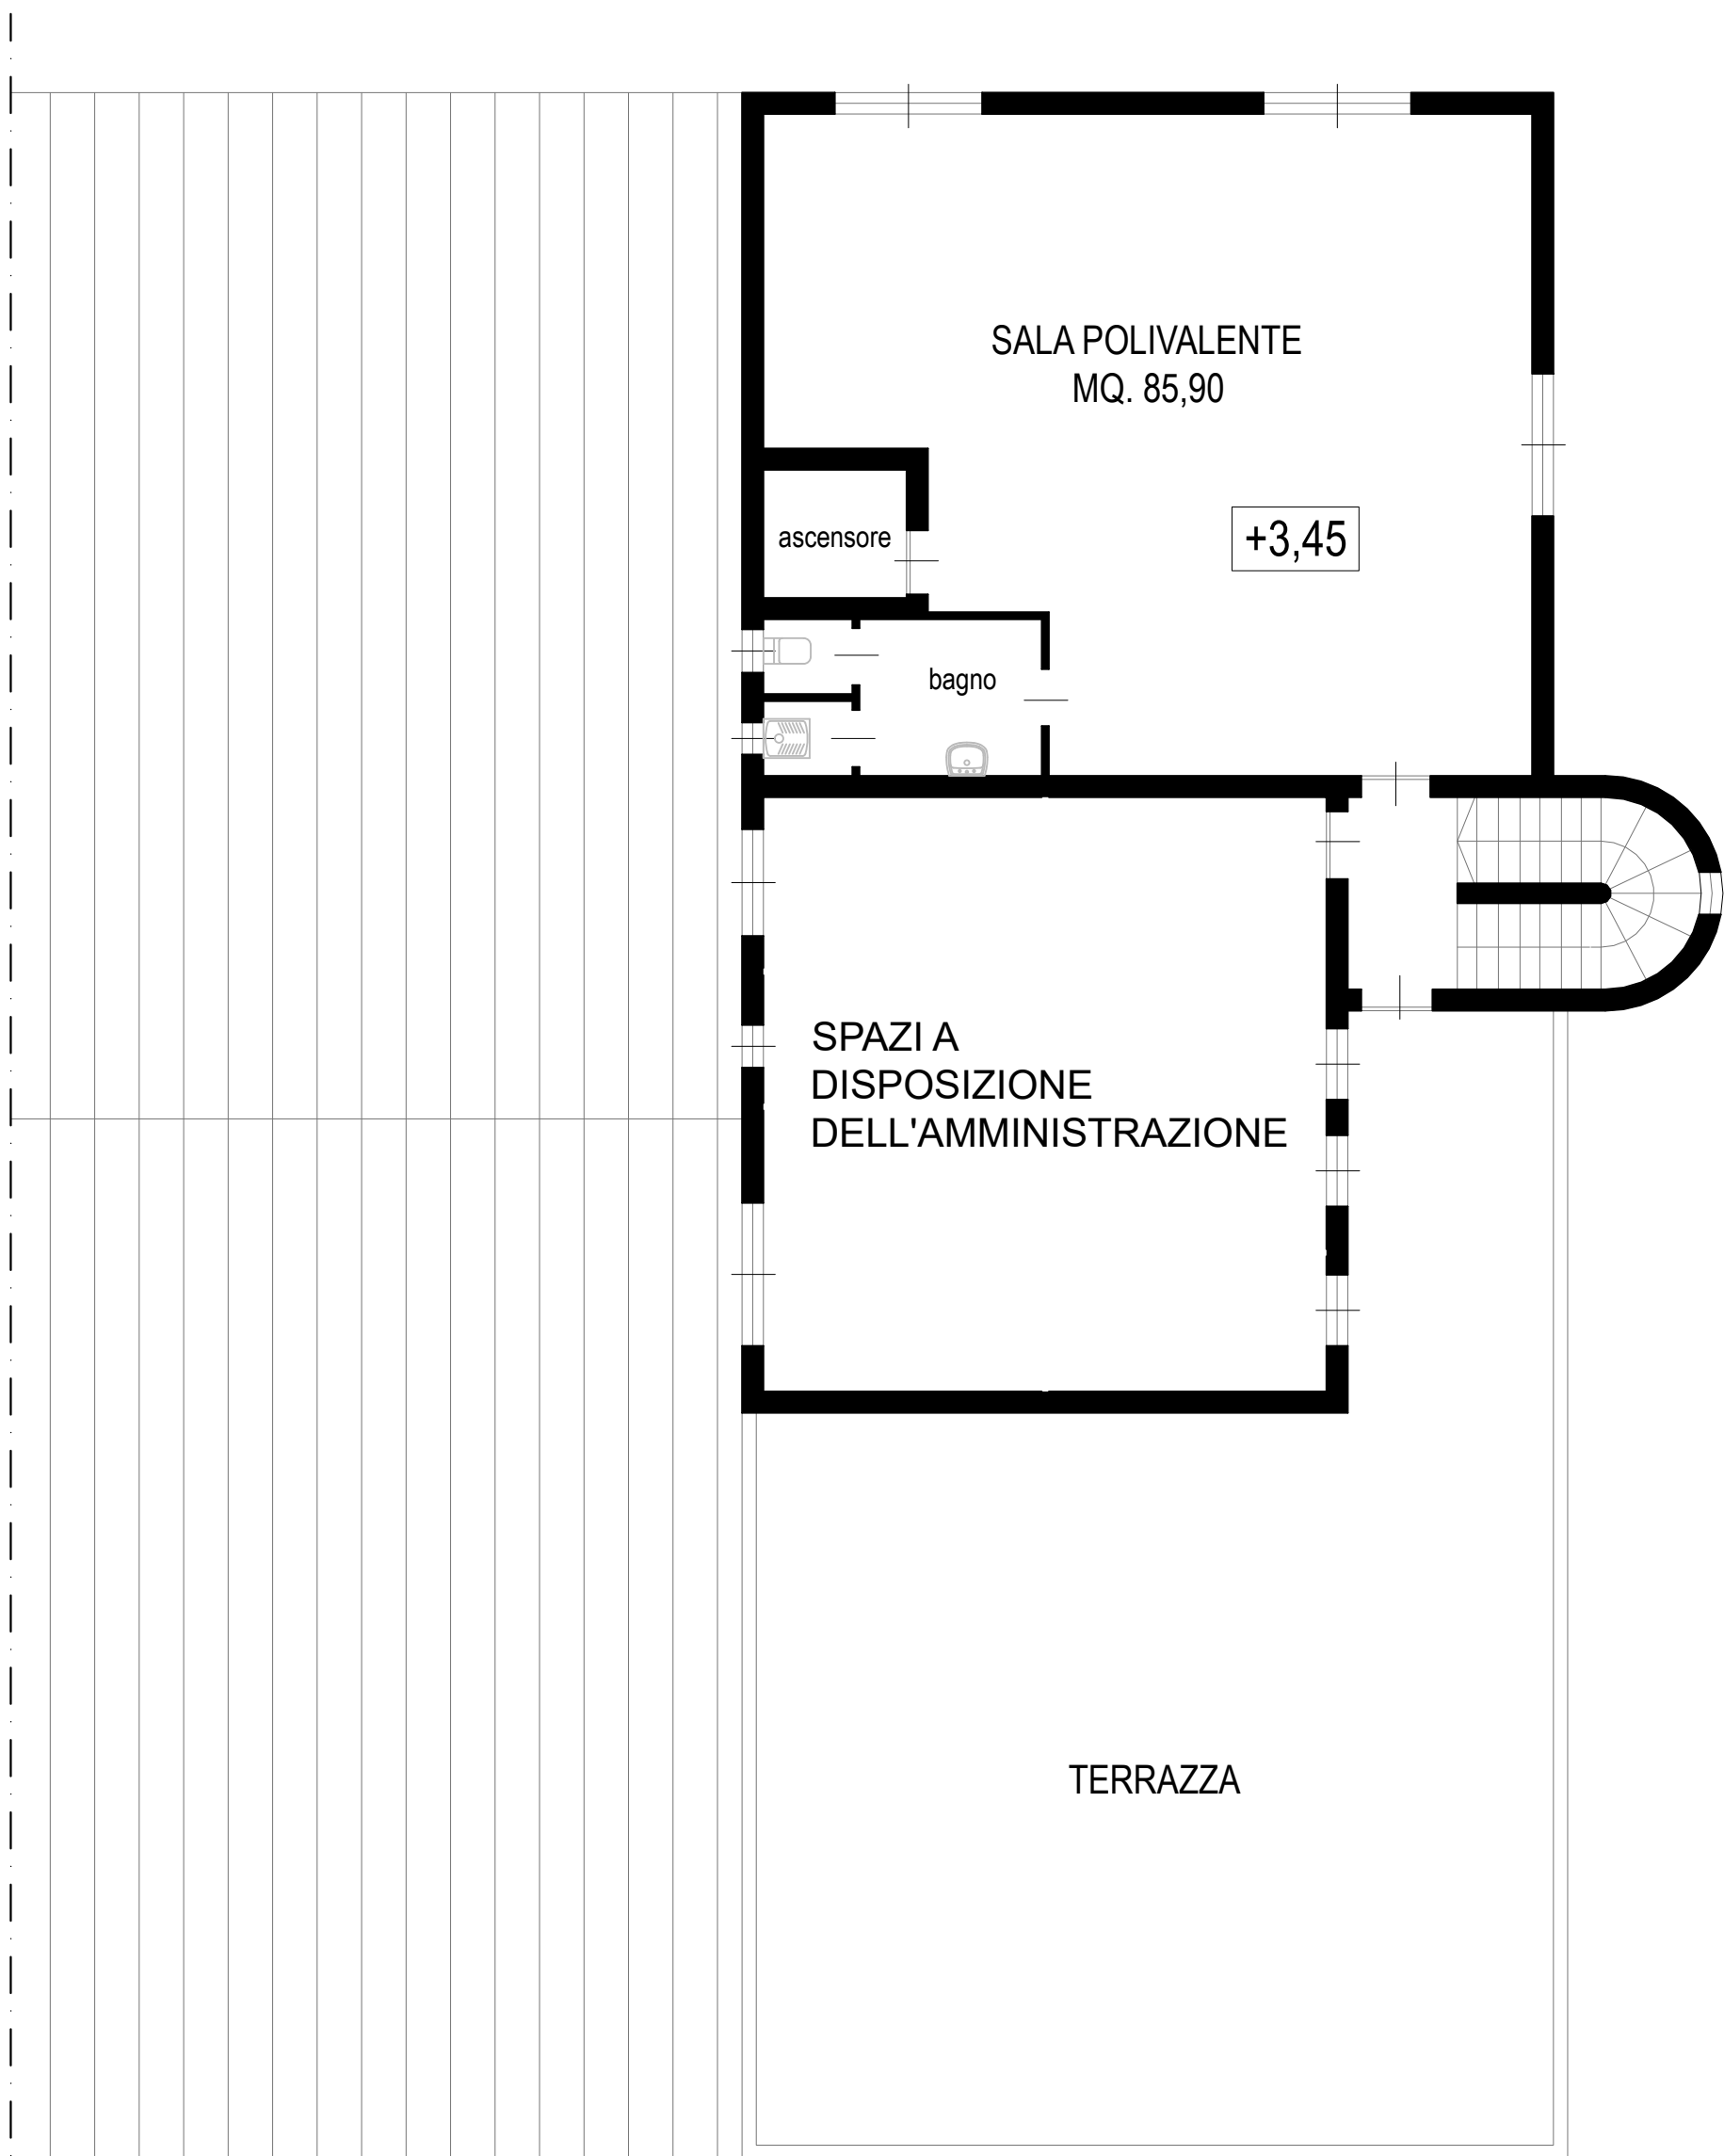 SALA POLIVALENTE
MQ. 85,90
ascensore
+3,45
bagno
SPAZI A
DISPOSIZIONE
DELL'AMMINISTRAZIONE
TERRAZZA